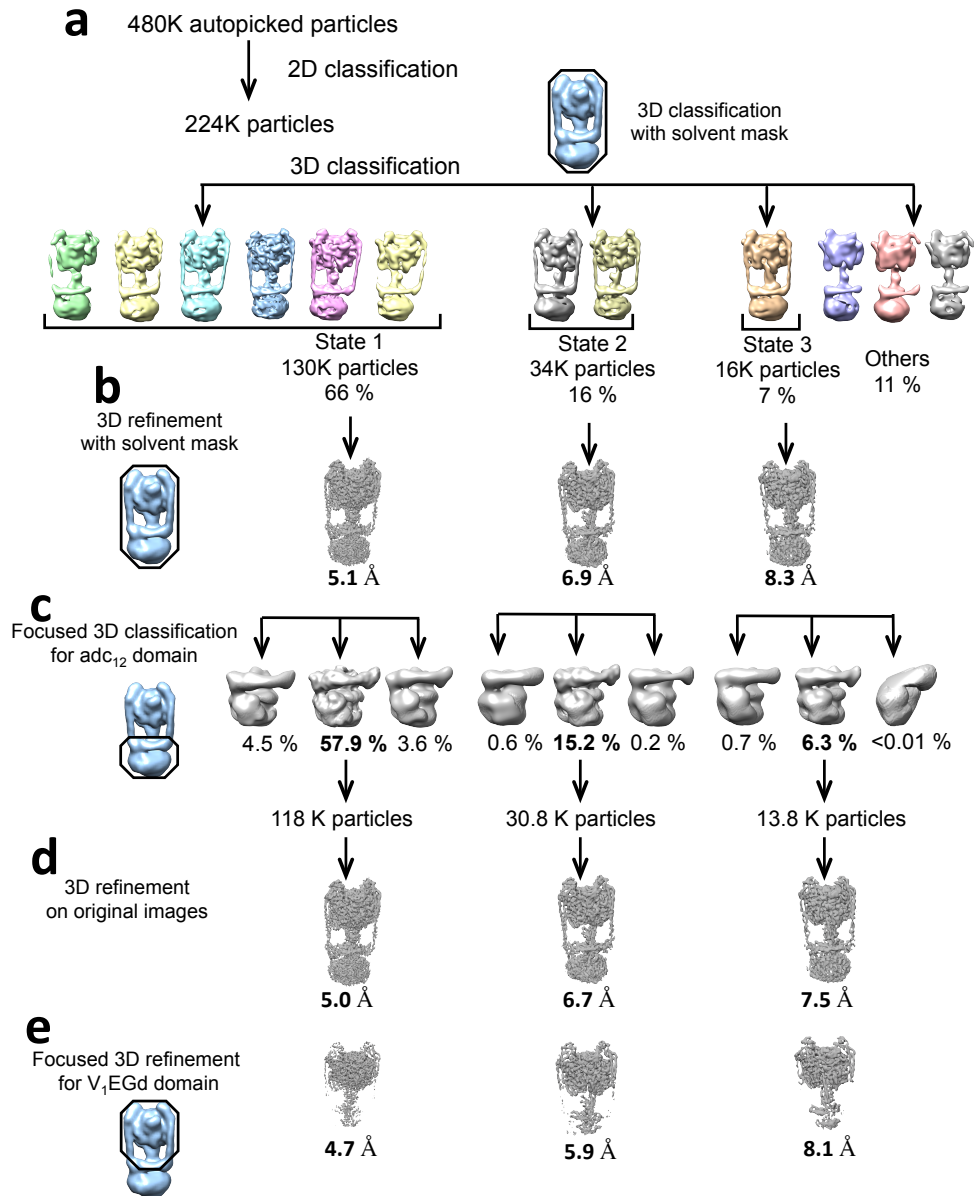 a
480K autopicked particles
2D classification
224K particles
3D classification
with solvent mask
3D classification
State 1
130K particles
66 %
State 2
34K particles
16 %
State 3
16K particles
7 %
Others
11 %
b
3D refinement
with solvent mask
5.1 Å
6.9 Å
8.3 Å
c
Focused 3D classification
for adc₁₂ domain
4.5 %
57.9 %
3.6 %
0.6 %
15.2 %
0.2 %
0.7 %
6.3 %
<0.01 %
118 K particles
30.8 K particles
13.8 K particles
d
3D refinement
on original images
5.0 Å
6.7 Å
7.5 Å
e
Focused 3D refinement
for V₁EGd domain
4.7 Å
5.9 Å
8.1 Å